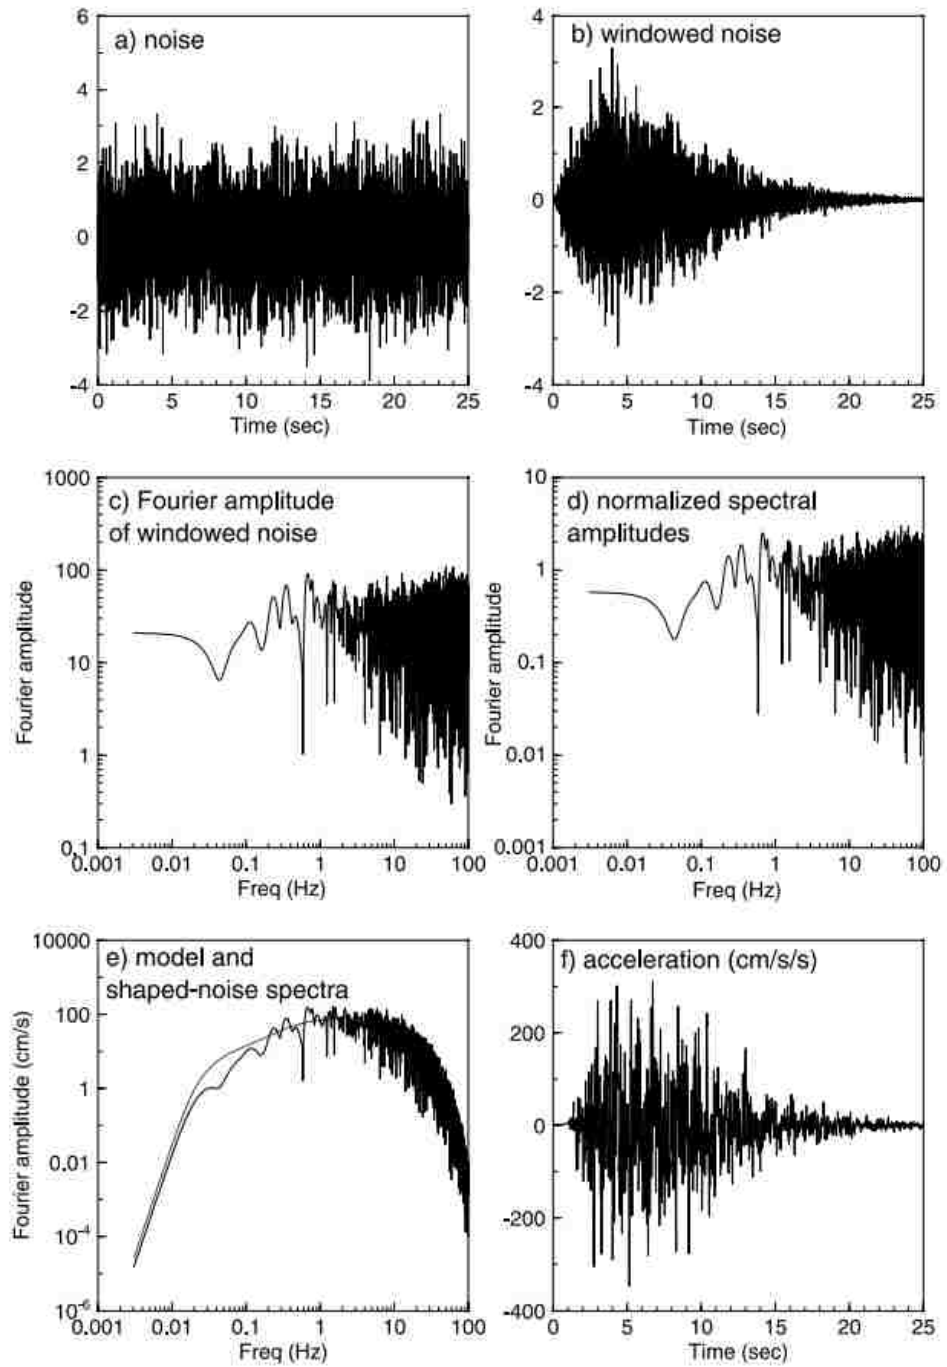 a) noise
6
4
2
0
-2
-4
0 5 10 15 20 25
Time (sec)
b) windowed noise
4
2
0
-2
-4
0 5 10 15 20 25
Time (sec)
c) Fourier amplitude
of windowed noise
Fourier amplitude
1000
100
10
1
0.1
0.001 0.01 0.1 1 10 100
Freq (Hz)
d) normalized spectral
amplitudes
Fourier amplitude
10
1
0.1
0.01
0.001
0.001 0.01 0.1 1 10 100
Freq (Hz)
e) model and
shaped-noise spectra
Fourier amplitude (cm/s)
10000
100
1
0.01
10⁻⁴
10⁻⁶
0.001 0.01 0.1 1 10 100
Freq (Hz)
f) acceleration (cm/s/s)
400
200
0
-200
-400
0 5 10 15 20 25
Time (sec)